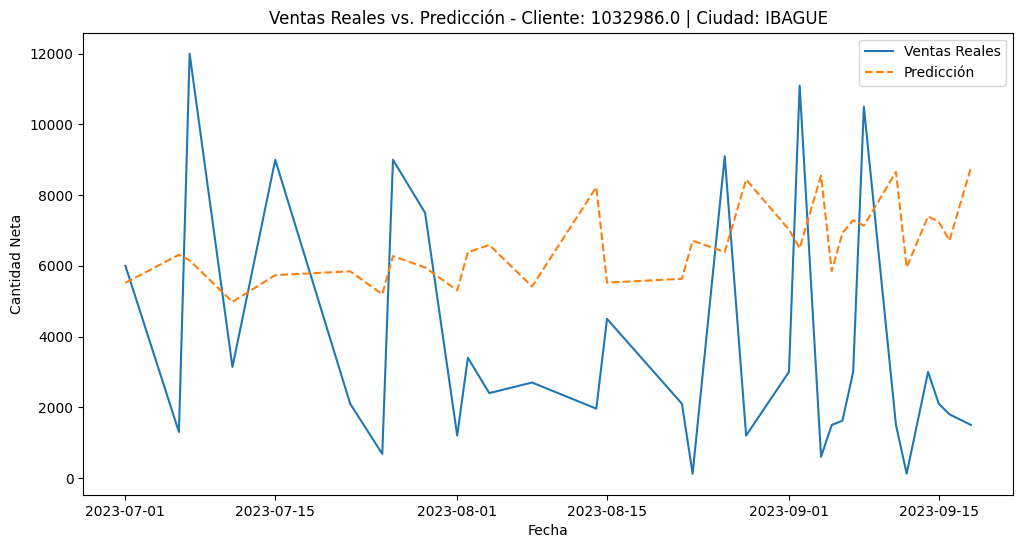 Ventas Reales vs. Predicción - Cliente: 1032986.0 | Ciudad: IBAGUE
Ventas Reales
Predicción
12000
10000
8000
6000
4000
2000
0
Cantidad Neta
2023-07-01
2023-07-15
2023-08-01
2023-08-15
2023-09-01
2023-09-15
Fecha